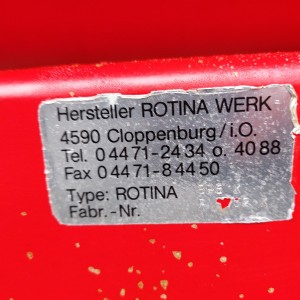 Hersteller ROTINA WERK
4590 Cloppenburg/i.O.
Tel. 04471-2434 o. 4088
Fax 04471-84450
Type: ROTINA
Fabr.-Nr.